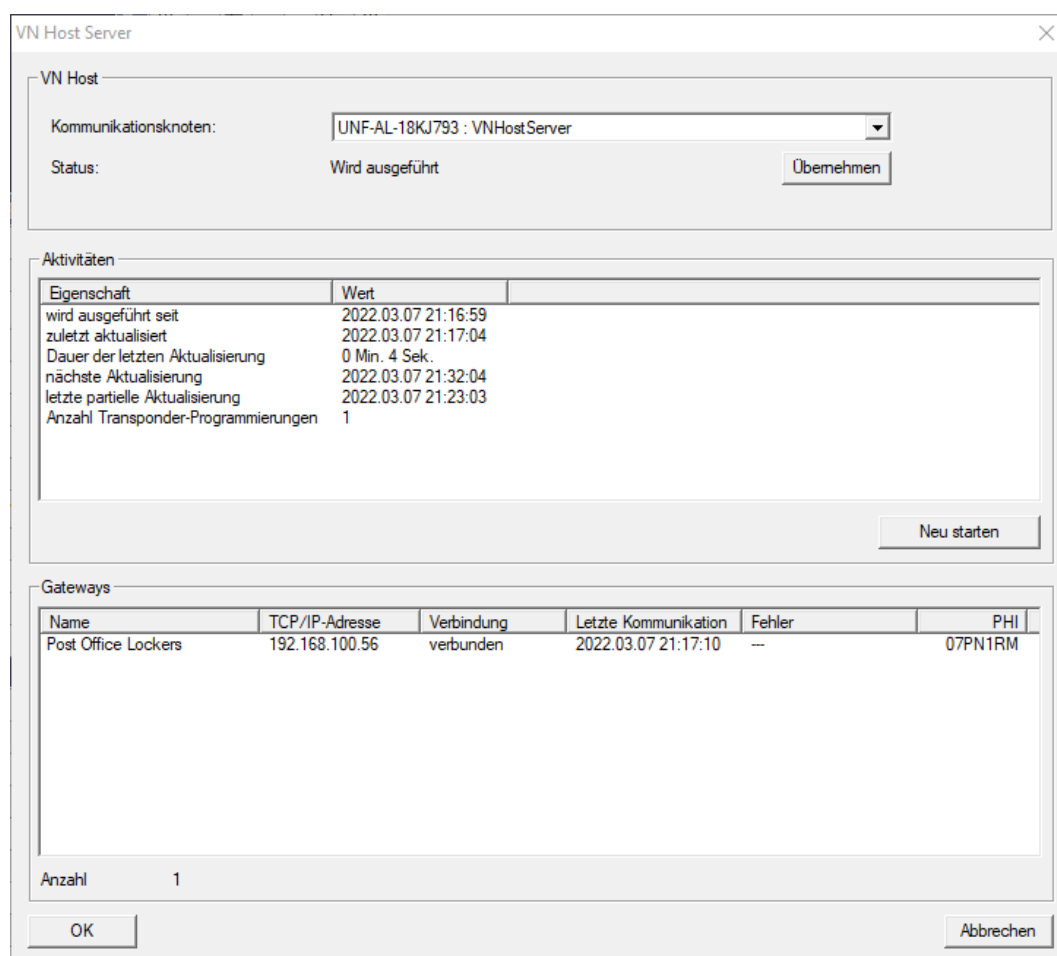 VN Host Server
VN Host
Kommunikationsknoten: UNF-AL-18KJ793 : VNHostServer
Status: Wird ausgeführt Übernehmen
Aktivitäten
Eigenschaft Wert
wird ausgeführt seit 2022.03.07 21:16:59
zuletzt aktualisiert 2022.03.07 21:17:04
Dauer der letzten Aktualisierung 0 Min. 4 Sek.
nächste Aktualisierung 2022.03.07 21:32:04
letzte partielle Aktualisierung 2022.03.07 21:23:03
Anzahl Transponder-Programmierungen 1
Neu starten
Gateways
Name TCP/IP-Adresse Verbindung Letzte Kommunikation Fehler PHI
Post Office Lockers 192.168.100.56 verbunden 2022.03.07 21:17:10 --- 07PN1RM
Anzahl 1
OK Abbrechen